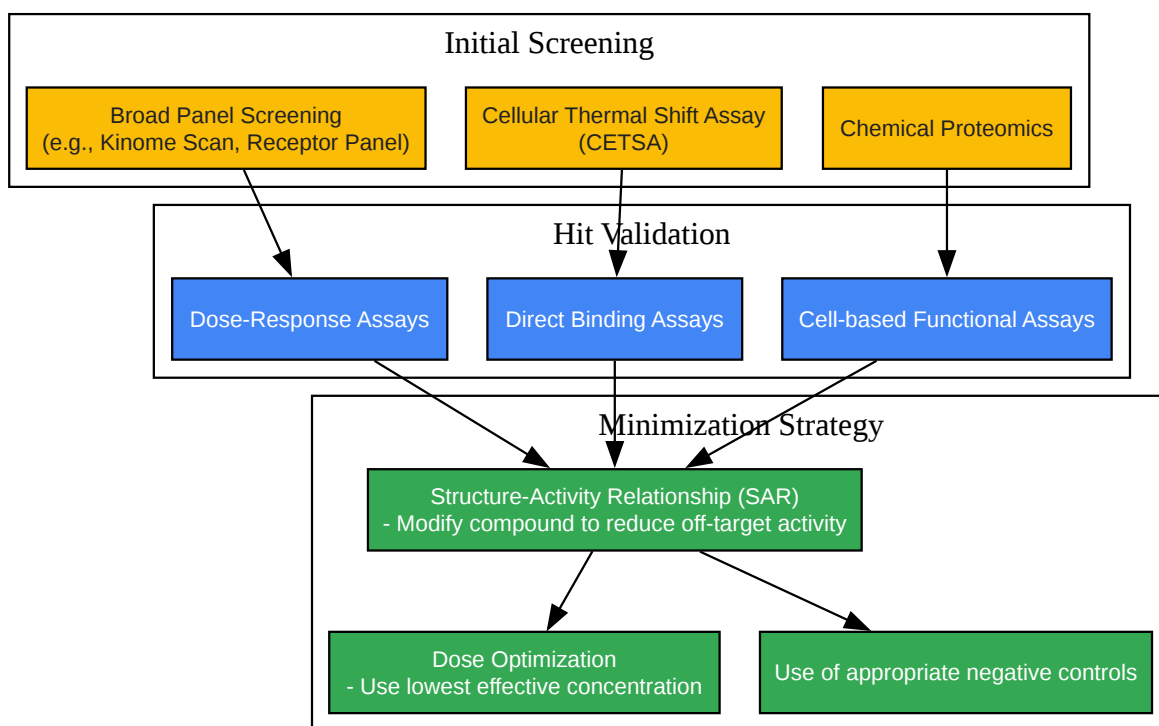 Initial Screening
Broad Panel Screening
(e.g., Kinome Scan, Receptor Panel)
Cellular Thermal Shift Assay
(CETSA)
Chemical Proteomics
Hit Validation
Dose-Response Assays
Direct Binding Assays
Cell-based Functional Assays
Minimization Strategy
Structure-Activity Relationship (SAR)
- Modify compound to reduce off-target activity
Dose Optimization
- Use lowest effective concentration
Use of appropriate negative controls